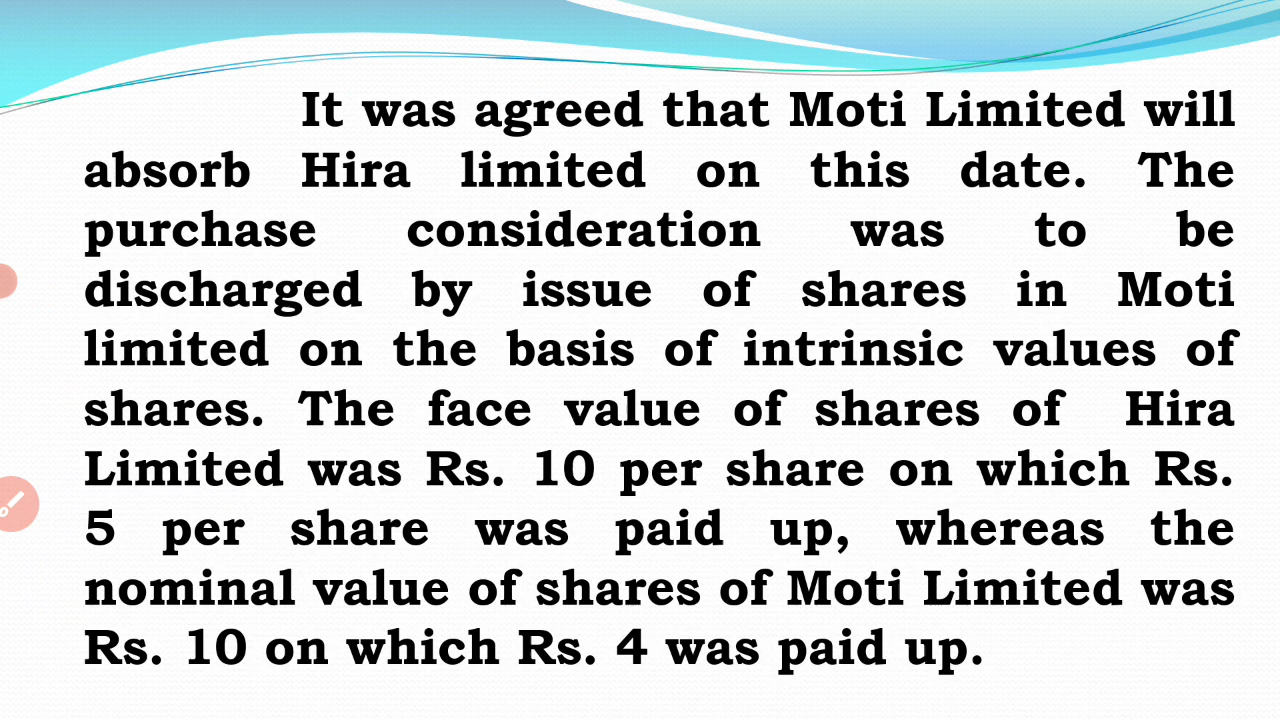 It was agreed that Moti Limited will
absorb Hira limited on this date. The
purchase consideration was to be
discharged by issue of shares in Moti
limited on the basis of intrinsic values of
shares. The face value of shares of Hira
Limited was Rs. 10 per share on which Rs.
5 per share was paid up, whereas the
nominal value of shares of Moti Limited was
Rs. 10 on which Rs. 4 was paid up.